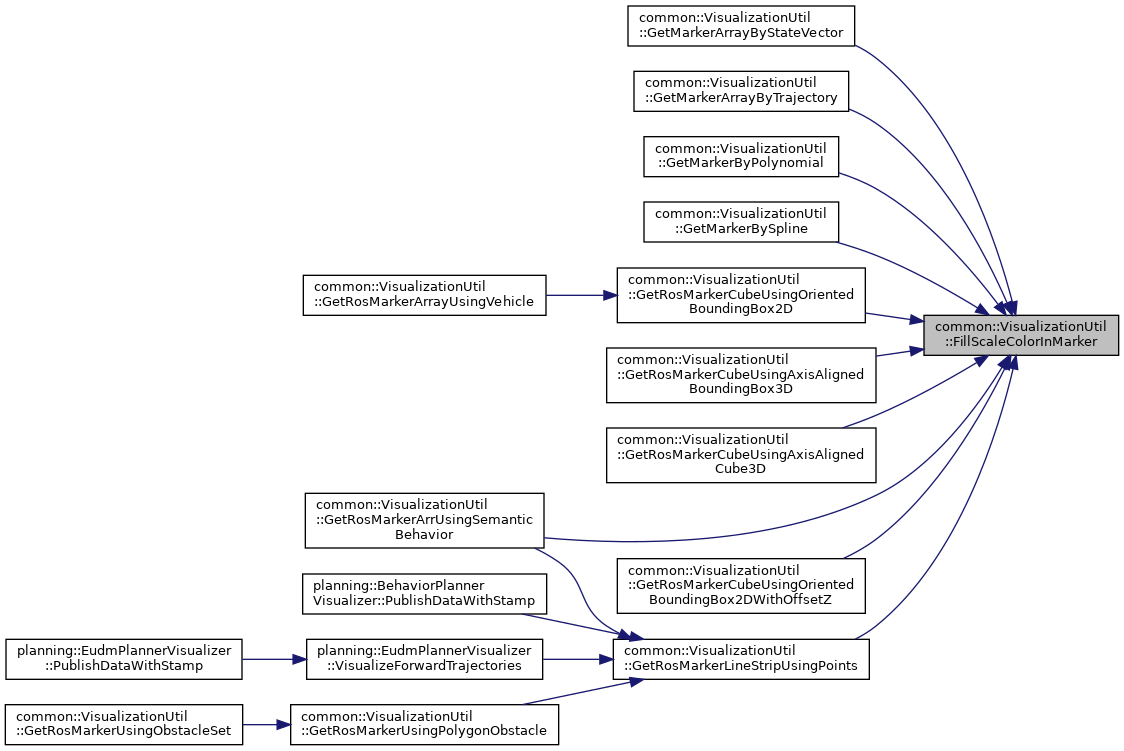 common::VisualizationUtil
::GetMarkerArrayByStateVector
common::VisualizationUtil
::GetMarkerArrayByTrajectory
common::VisualizationUtil
::GetMarkerByPolynomial
common::VisualizationUtil
::GetMarkerBySpline
common::VisualizationUtil
::GetRosMarkerArrayUsingVehicle
common::VisualizationUtil
::GetRosMarkerCubeUsingOriented
BoundingBox2D
common::VisualizationUtil
::FillScaleColorInMarker
common::VisualizationUtil
::GetRosMarkerCubeUsingAxisAligned
BoundingBox3D
common::VisualizationUtil
::GetRosMarkerCubeUsingAxisAligned
Cube3D
common::VisualizationUtil
::GetRosMarkerArrUsingSemantic
Behavior
common::VisualizationUtil
::GetRosMarkerCubeUsingOriented
BoundingBox2DWithOffsetZ
planning::BehaviorPlanner
Visualizer::PublishDataWithStamp
planning::EudmPlannerVisualizer
::PublishDataWithStamp
planning::EudmPlannerVisualizer
::VisualizeForwardTrajectories
common::VisualizationUtil
::GetRosMarkerLineStripUsingPoints
common::VisualizationUtil
::GetRosMarkerUsingObstacleSet
common::VisualizationUtil
::GetRosMarkerUsingPolygonObstacle